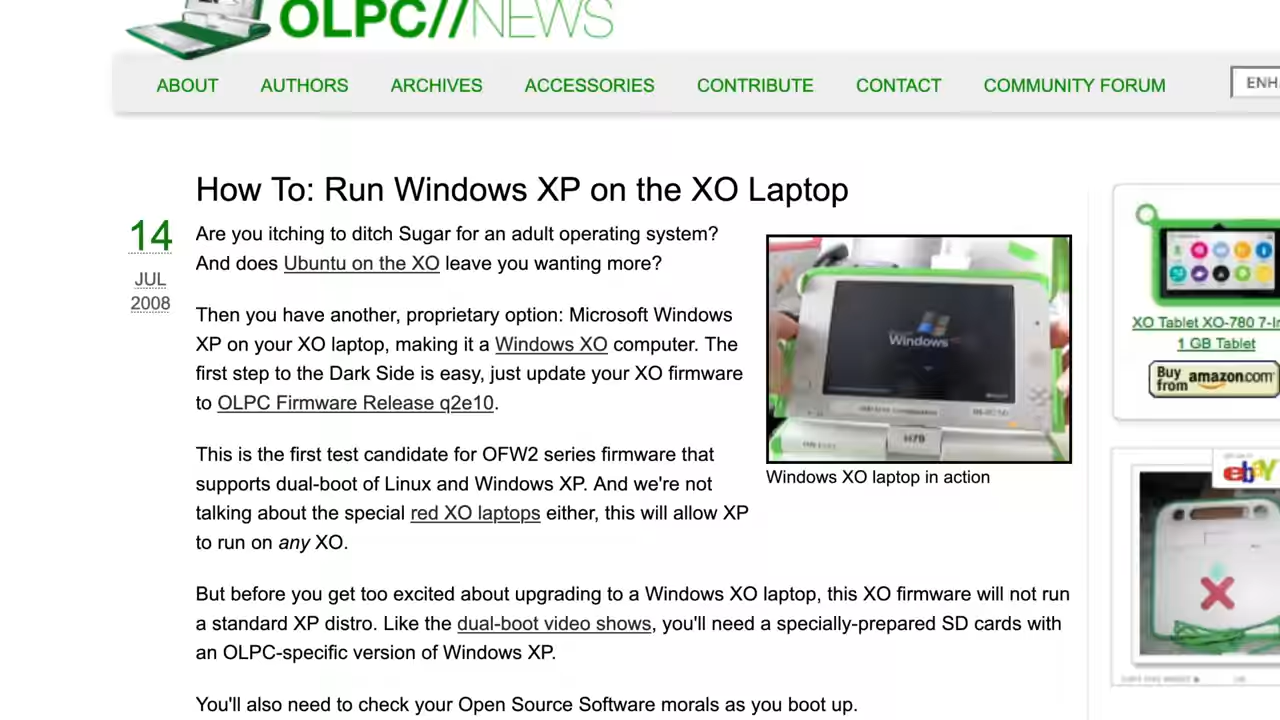 OLPC//NEWS
ABOUT AUTHORS ARCHIVES ACCESSORIES CONTRIBUTE CONTACT COMMUNITY FORUM
ENH
How To: Run Windows XP on the XO Laptop
14
JUL
2008
Are you itching to ditch Sugar for an adult operating system?
And does Ubuntu on the XO leave you wanting more?
Then you have another, proprietary option: Microsoft Windows
XP on your XO laptop, making it a Windows XO computer. The
first step to the Dark Side is easy, just update your XO firmware
to OLPC Firmware Release q2e10.
This is the first test candidate for OFW2 series firmware that
supports dual-boot of Linux and Windows XP. And we're not
talking about the special red XO laptops either, this will allow XP
to run on any XO.
Windows
H79
Windows XO laptop in action
But before you get too excited about upgrading to a Windows XO laptop, this XO firmware will not run
a standard XP distro. Like the dual-boot video shows, you'll need a specially-prepared SD cards with
an OLPC-specific version of Windows XP.
You'll also need to check your Open Source Software morals as you boot up.
XO Tablet XO-780 7-In
1 GB Tablet
Buy
from amazon.com
ebY